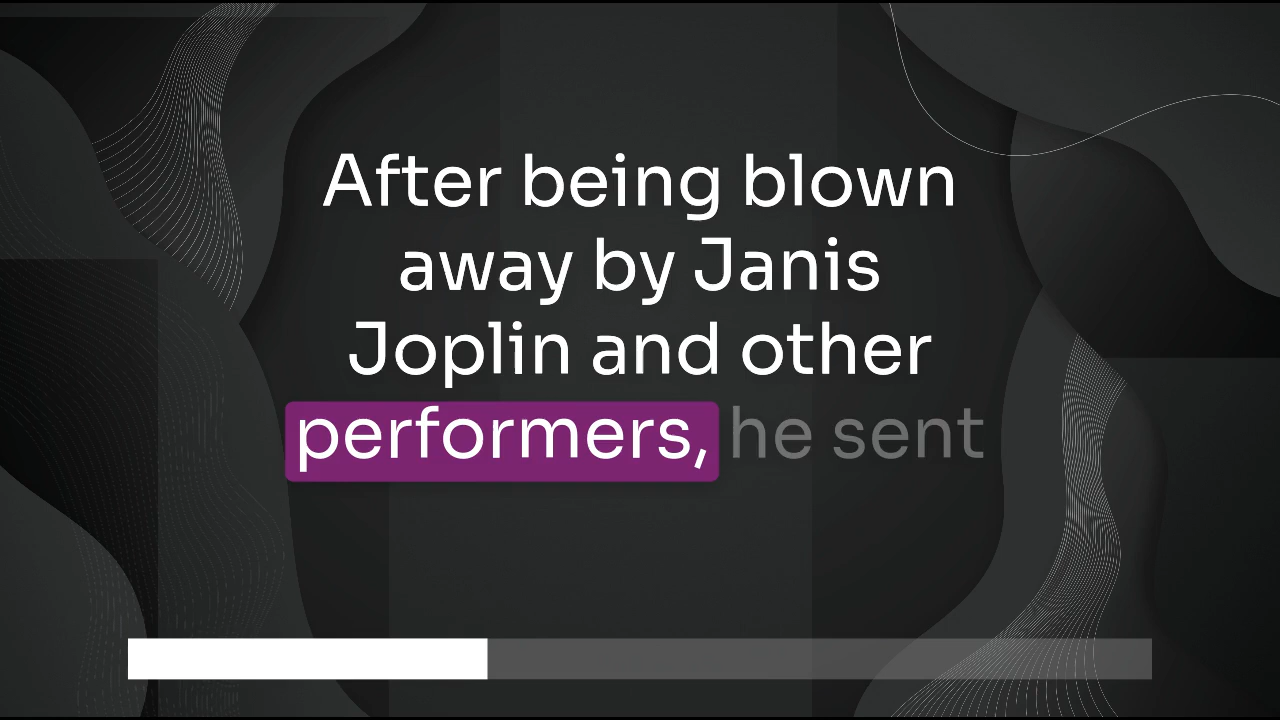 After being blown
away by Janis
Joplin and other
performers, he sent